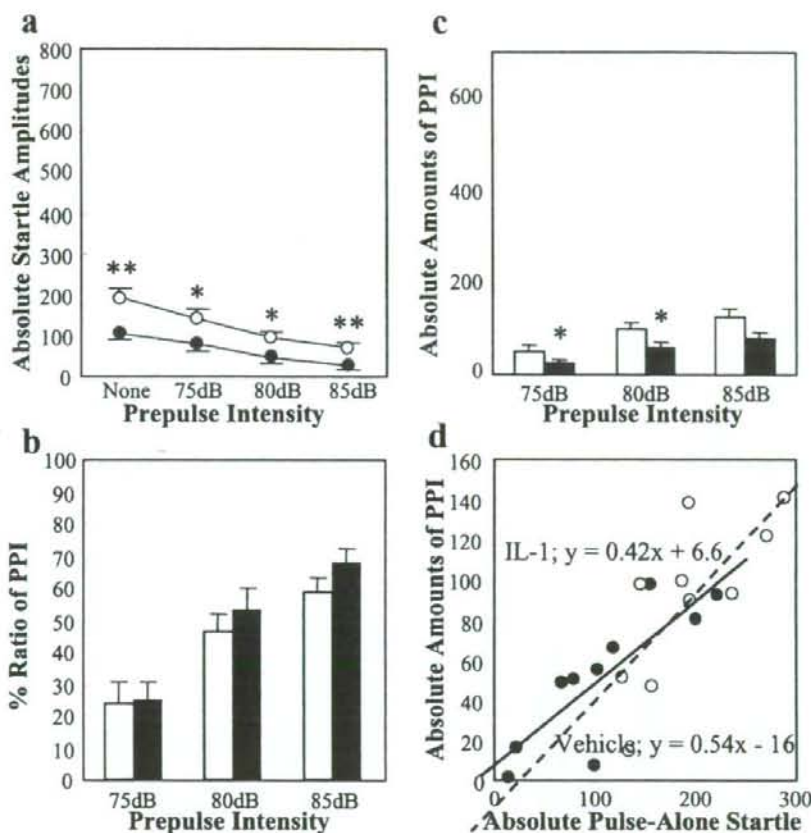 a
Absolute Startle Amplitudes
800
700
600
500
400
300
200
100
0
** * * **
None 75dB 80dB 85dB
Prepulse Intensity
b
% Ratio of PPI
100
90
80
70
60
50
40
30
20
10
0
75dB 80dB 85dB
Prepulse Intensity
c
Absolute Amounts of PPI
600
400
200
0
* *
75dB 80dB 85dB
Prepulse Intensity
d
Absolute Amounts of PPI
160
140
120
100
80
60
40
20
0
IL-1; y = 0.42x + 6.6
Vehicle; y = 0.54x - 16
0 100 200 300
Absolute Pulse-Alone Startle